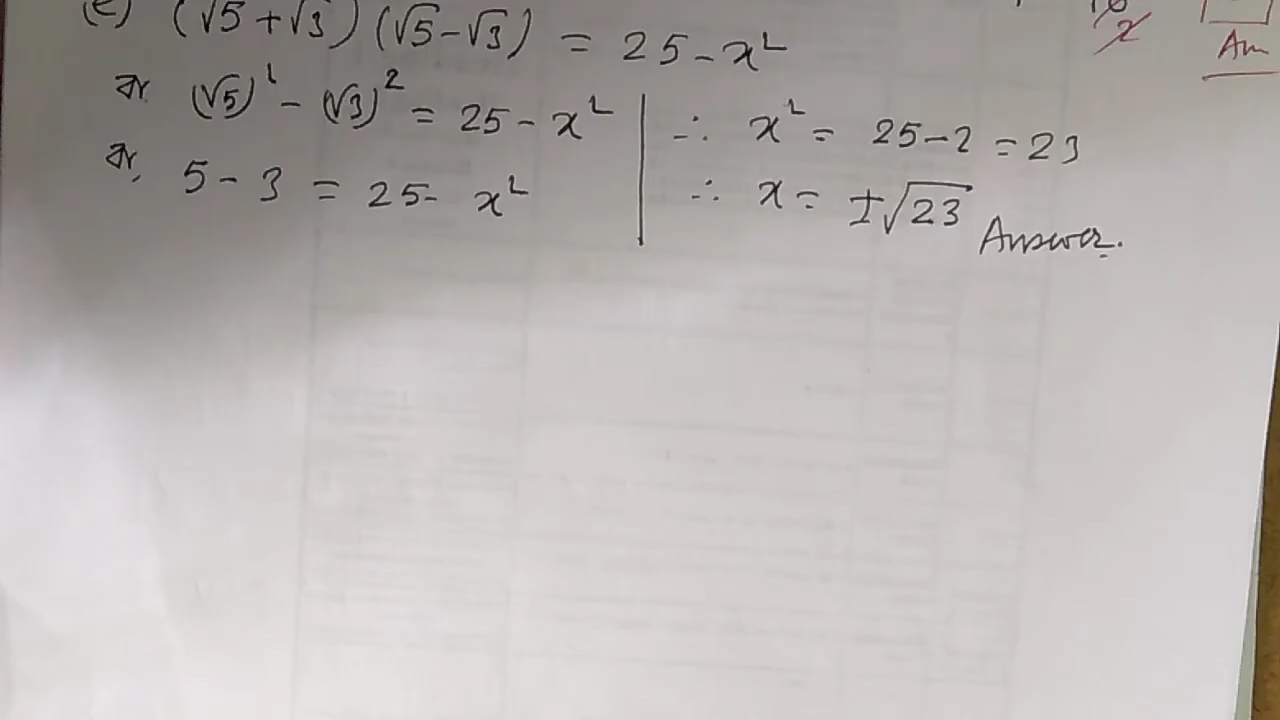 (e) (√5 + √3) (√5 - √3) = 25 - x²
বা, (√5)² - (√3)² = 25 - x²
বা, 5 - 3 = 25 - x²
∴ x² = 25 - 2 = 23
∴ x = ±√23 Answer.
Am